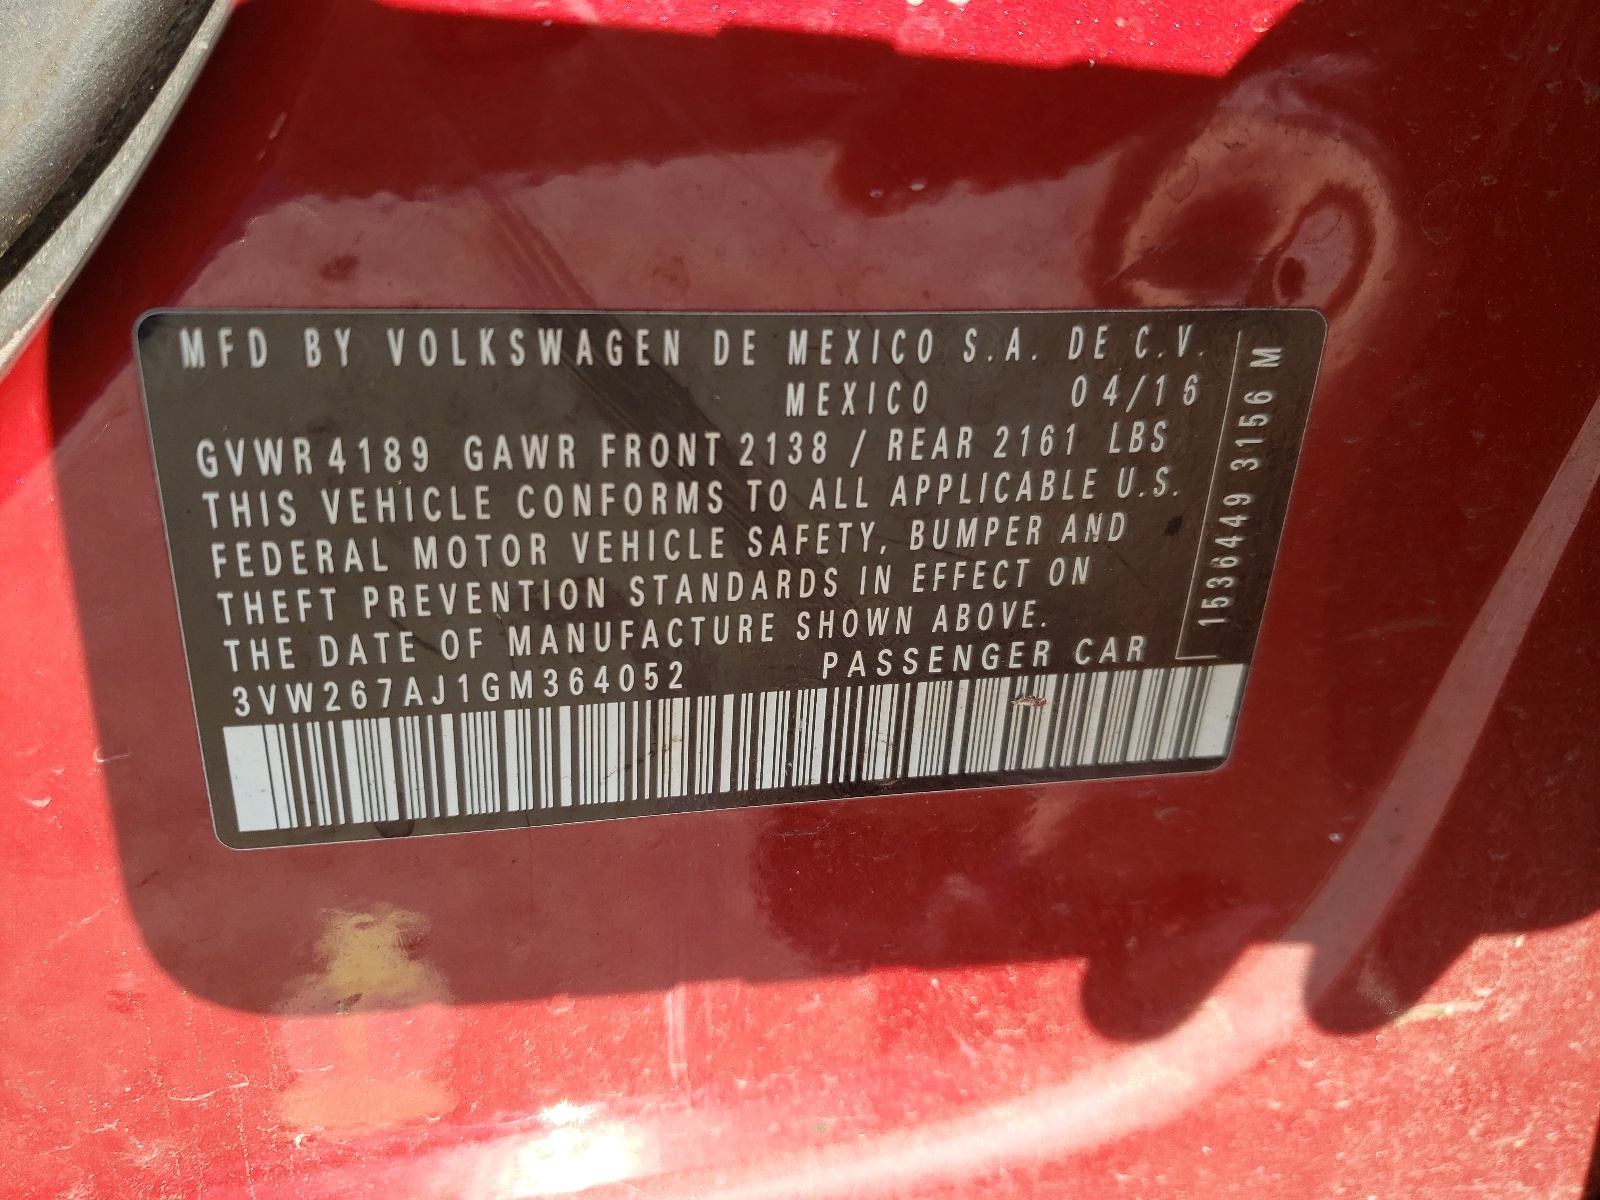 MFD BY VOLKSWAGEN DE MEXICO S.A. DE C.V.
MEXICO 04/16
GVWR 4189 GAWR FRONT 2138 / REAR 2161 LBS
THIS VEHICLE CONFORMS TO ALL APPLICABLE U.S.
FEDERAL MOTOR VEHICLE SAFETY, BUMPER AND
THEFT PREVENTION STANDARDS IN EFFECT ON
THE DATE OF MANUFACTURE SHOWN ABOVE.
3VW267AJ1GM364052 PASSENGER CAR
15364449 3156 M